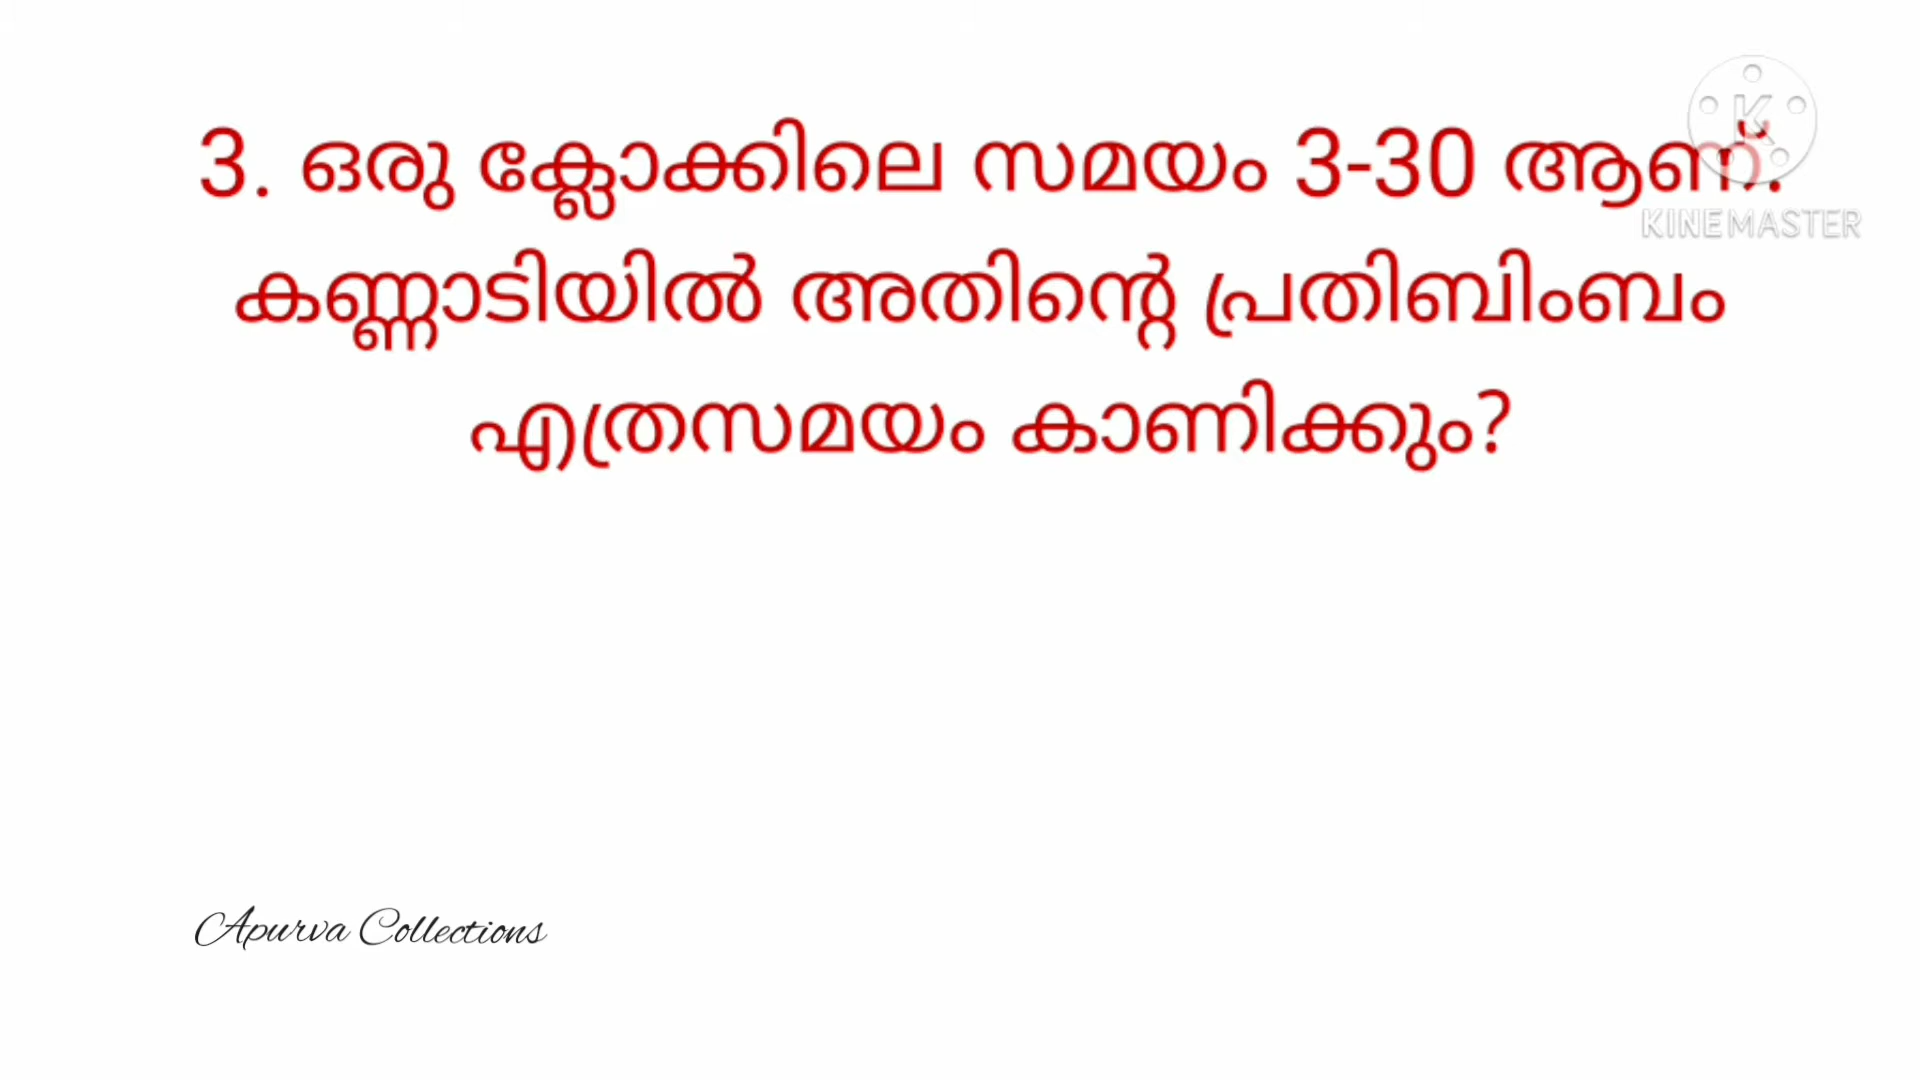 3. ഒരു ക്ലോക്കിലെ സമയം 3-30 ആണ്.
കണ്ണാടിയിൽ അതിന്റെ പ്രതിബിംബം
എത്രസമയം കാണിക്കും?
K
KINEMASTER
Apurva Collections